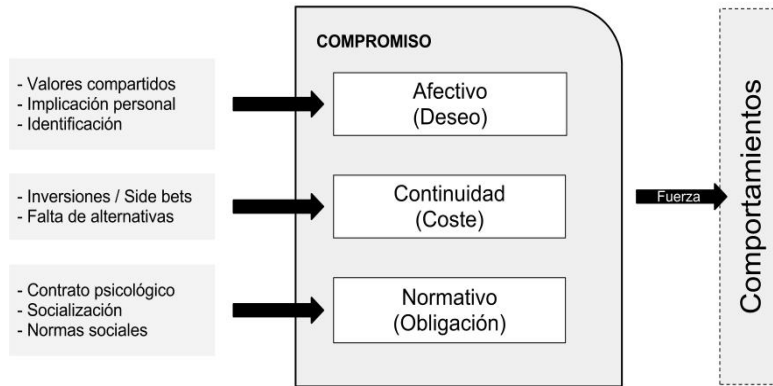 COMPROMISO
- Valores compartidos
- Implicación personal
- Identificación
Afectivo
(Deseo)
- Inversiones / Side bets
- Falta de alternativas
Continuidad
(Coste)
Fuerza
Comportamientos
- Contrato psicológico
- Socialización
- Normas sociales
Normativo
(Obligación)